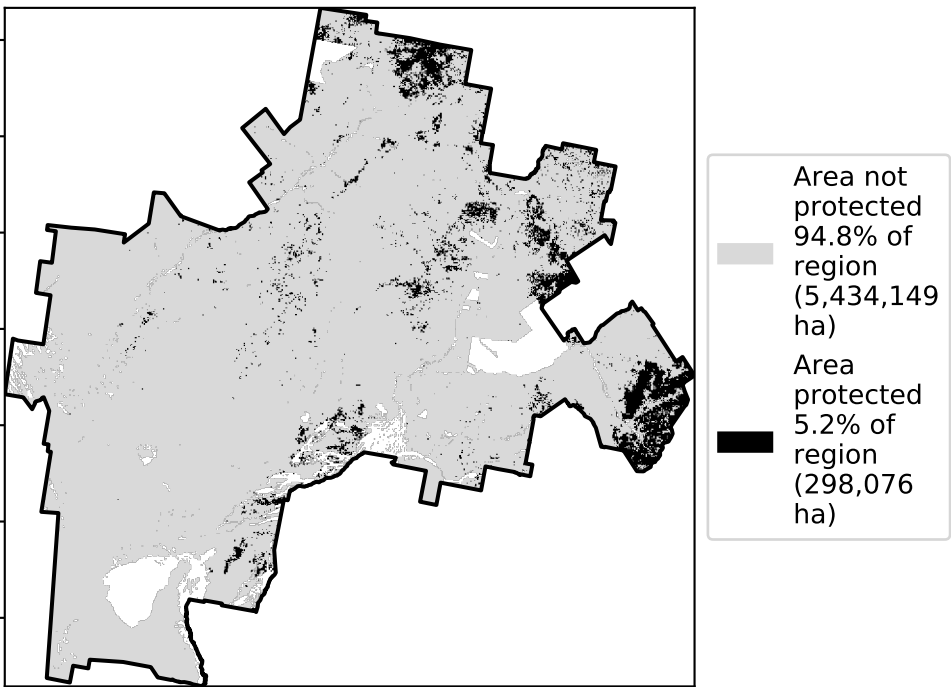 Area not
protected
94.8% of
region
(5,434,149
ha)
Area
protected
5.2% of
region
(298,076
ha)